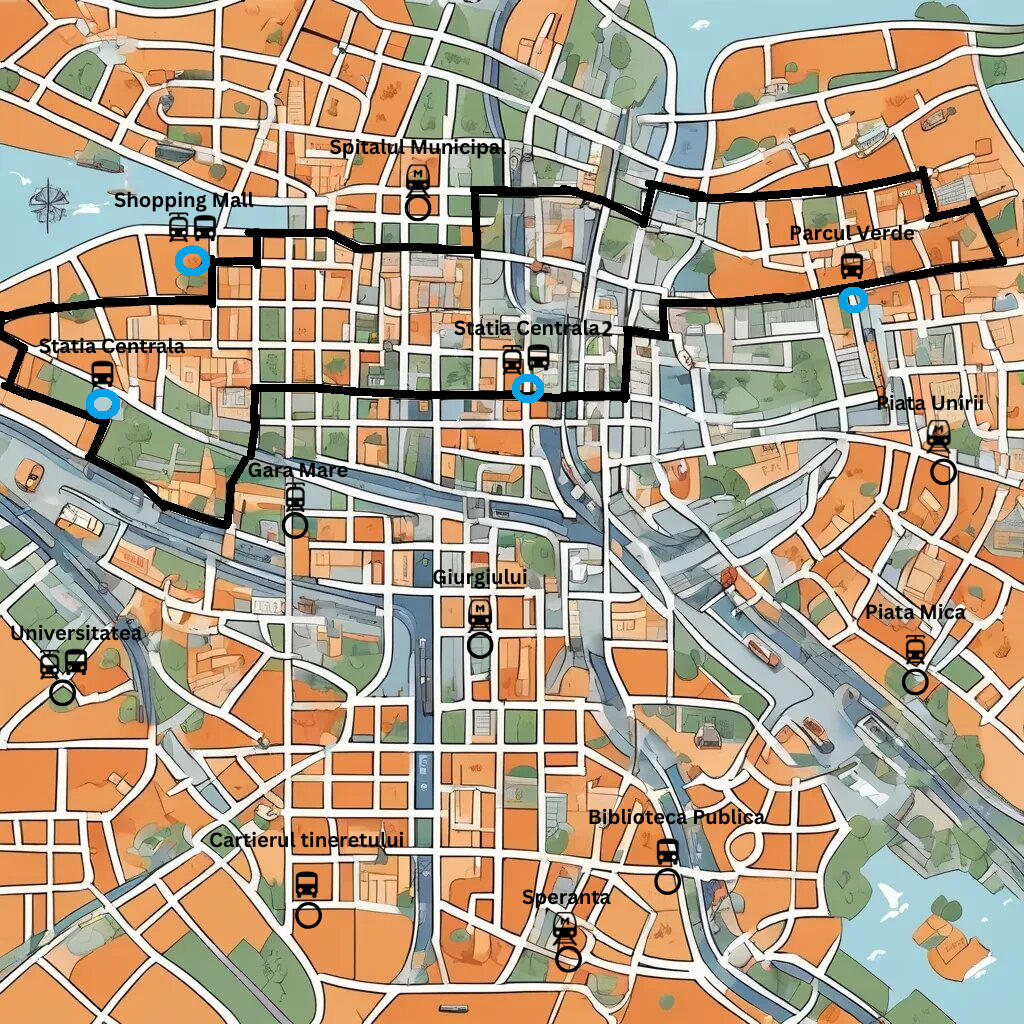 Spitalul Municipal
Shopping Mall
Parcul Verde
Statia Centrala2
Statia Centrala
Piata Unirii
Gara Mare
Giurgiului
Piata Mica
Universitatea
Biblioteca Publica
Cartierul tineretului
Speranta
M
M
M
M